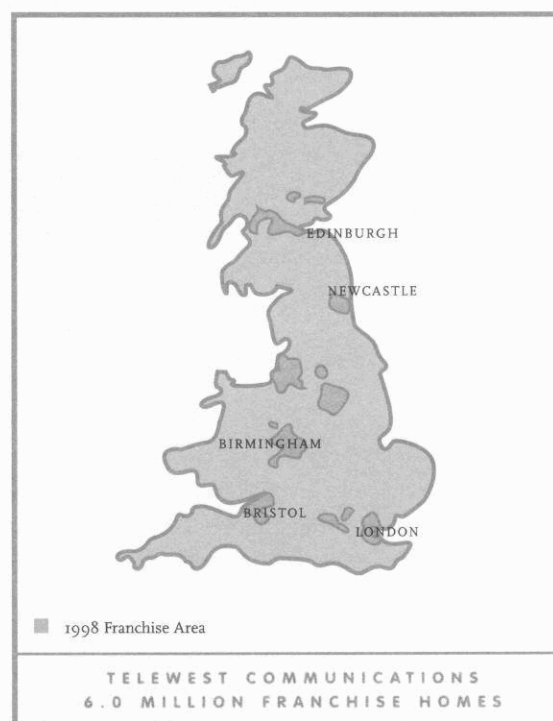 EDINBURGH
NEWCASTLE
BIRMINGHAM
BRISTOL
LONDON
1998 Franchise Area
TELEWEST COMMUNICATIONS
6.0 MILLION FRANCHISE HOMES